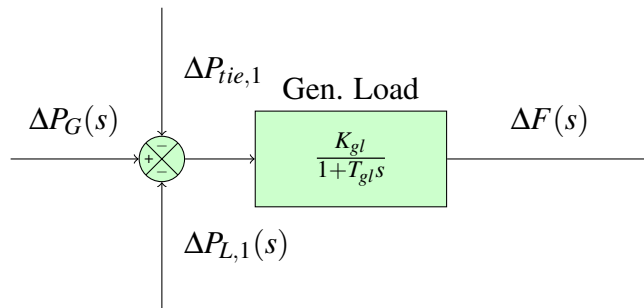 ΔP_{tie,1}
Gen. Load
ΔP_G(s)
ΔF(s)
−
+
−
K_{gl}
1+T_{gl}s
ΔP_{L,1}(s)